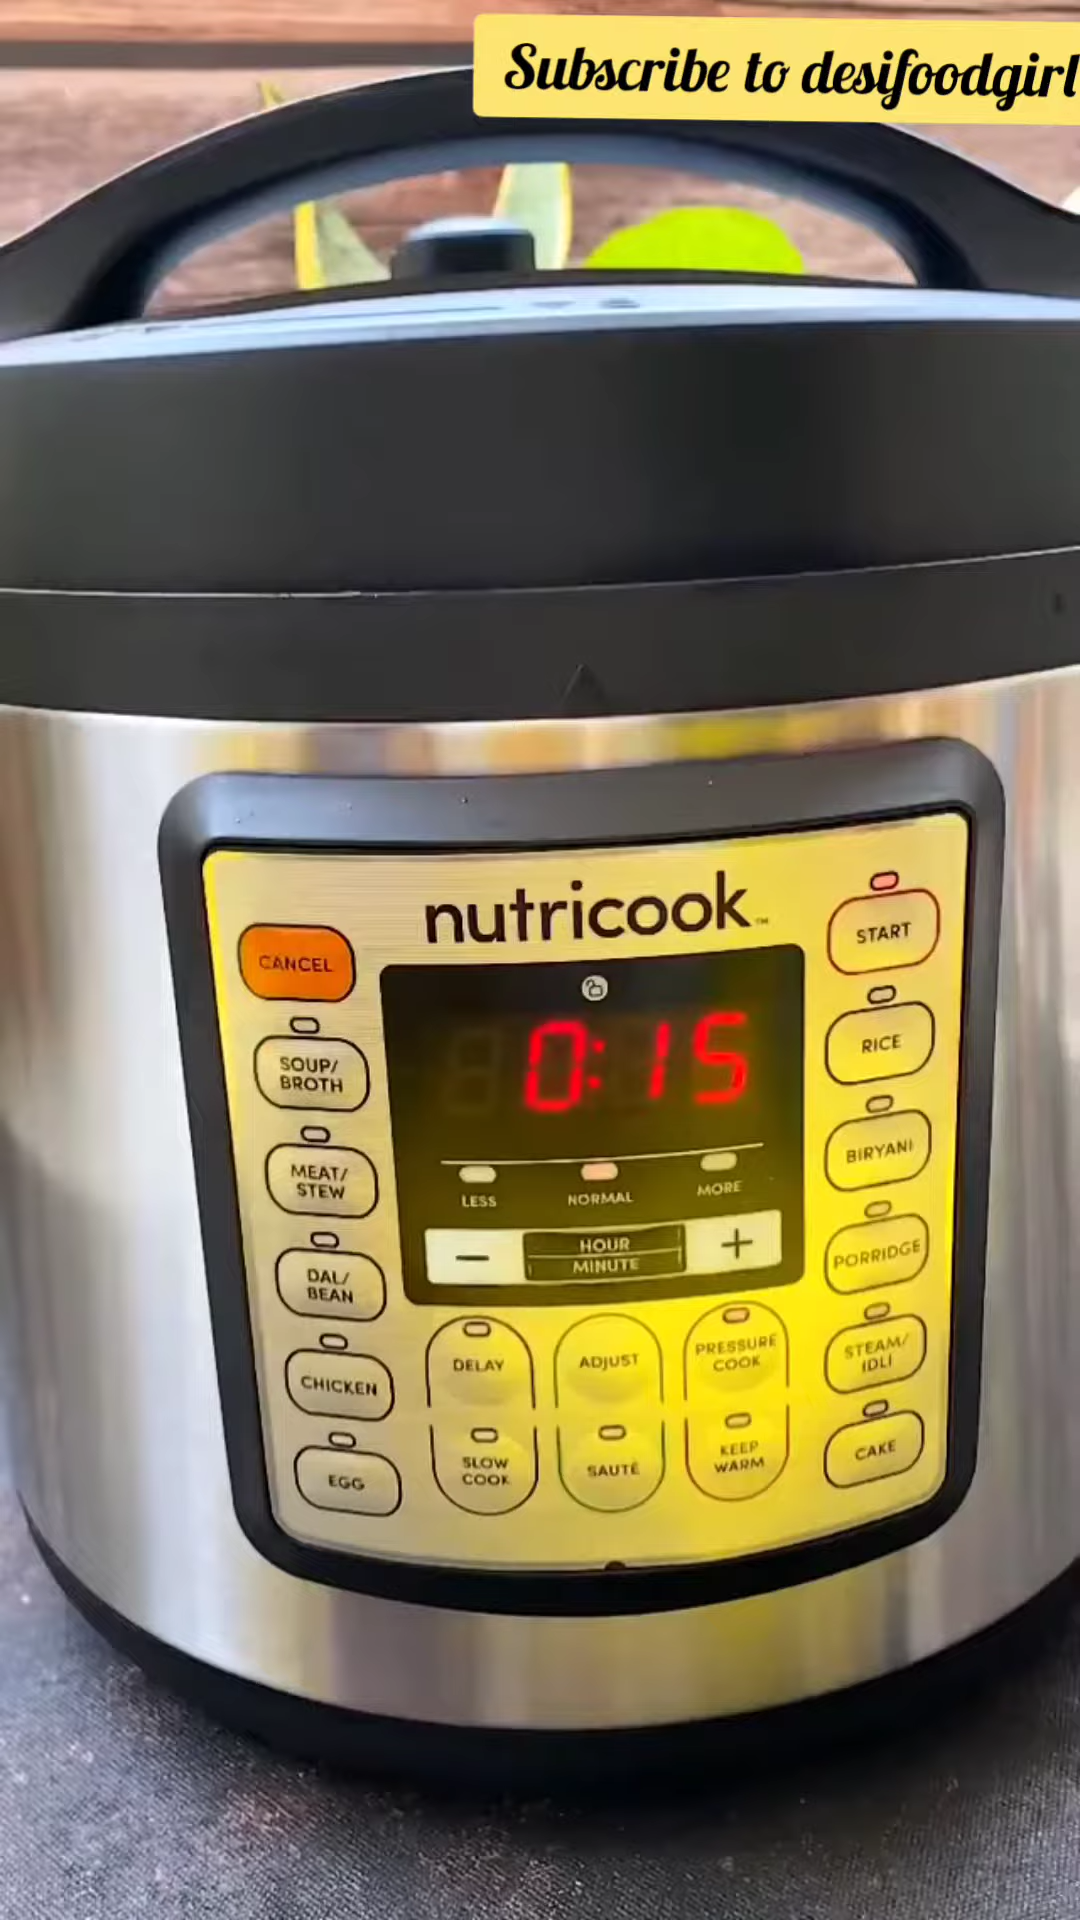 Subscribe to desifoodgirl
nutricook™
CANCEL
START
0:15
SOUP/
BROTH
RICE
MEAT/
STEW
LESS
NORMAL
MORE
BIRYANI
−
HOUR
MINUTE
+
DAL/
BEAN
PORRIDGE
DELAY
ADJUST
PRESSURE
COOK
CHICKEN
STEAM/
IDLI
EGG
SLOW
COOK
SAUTÉ
KEEP
WARM
CAKE